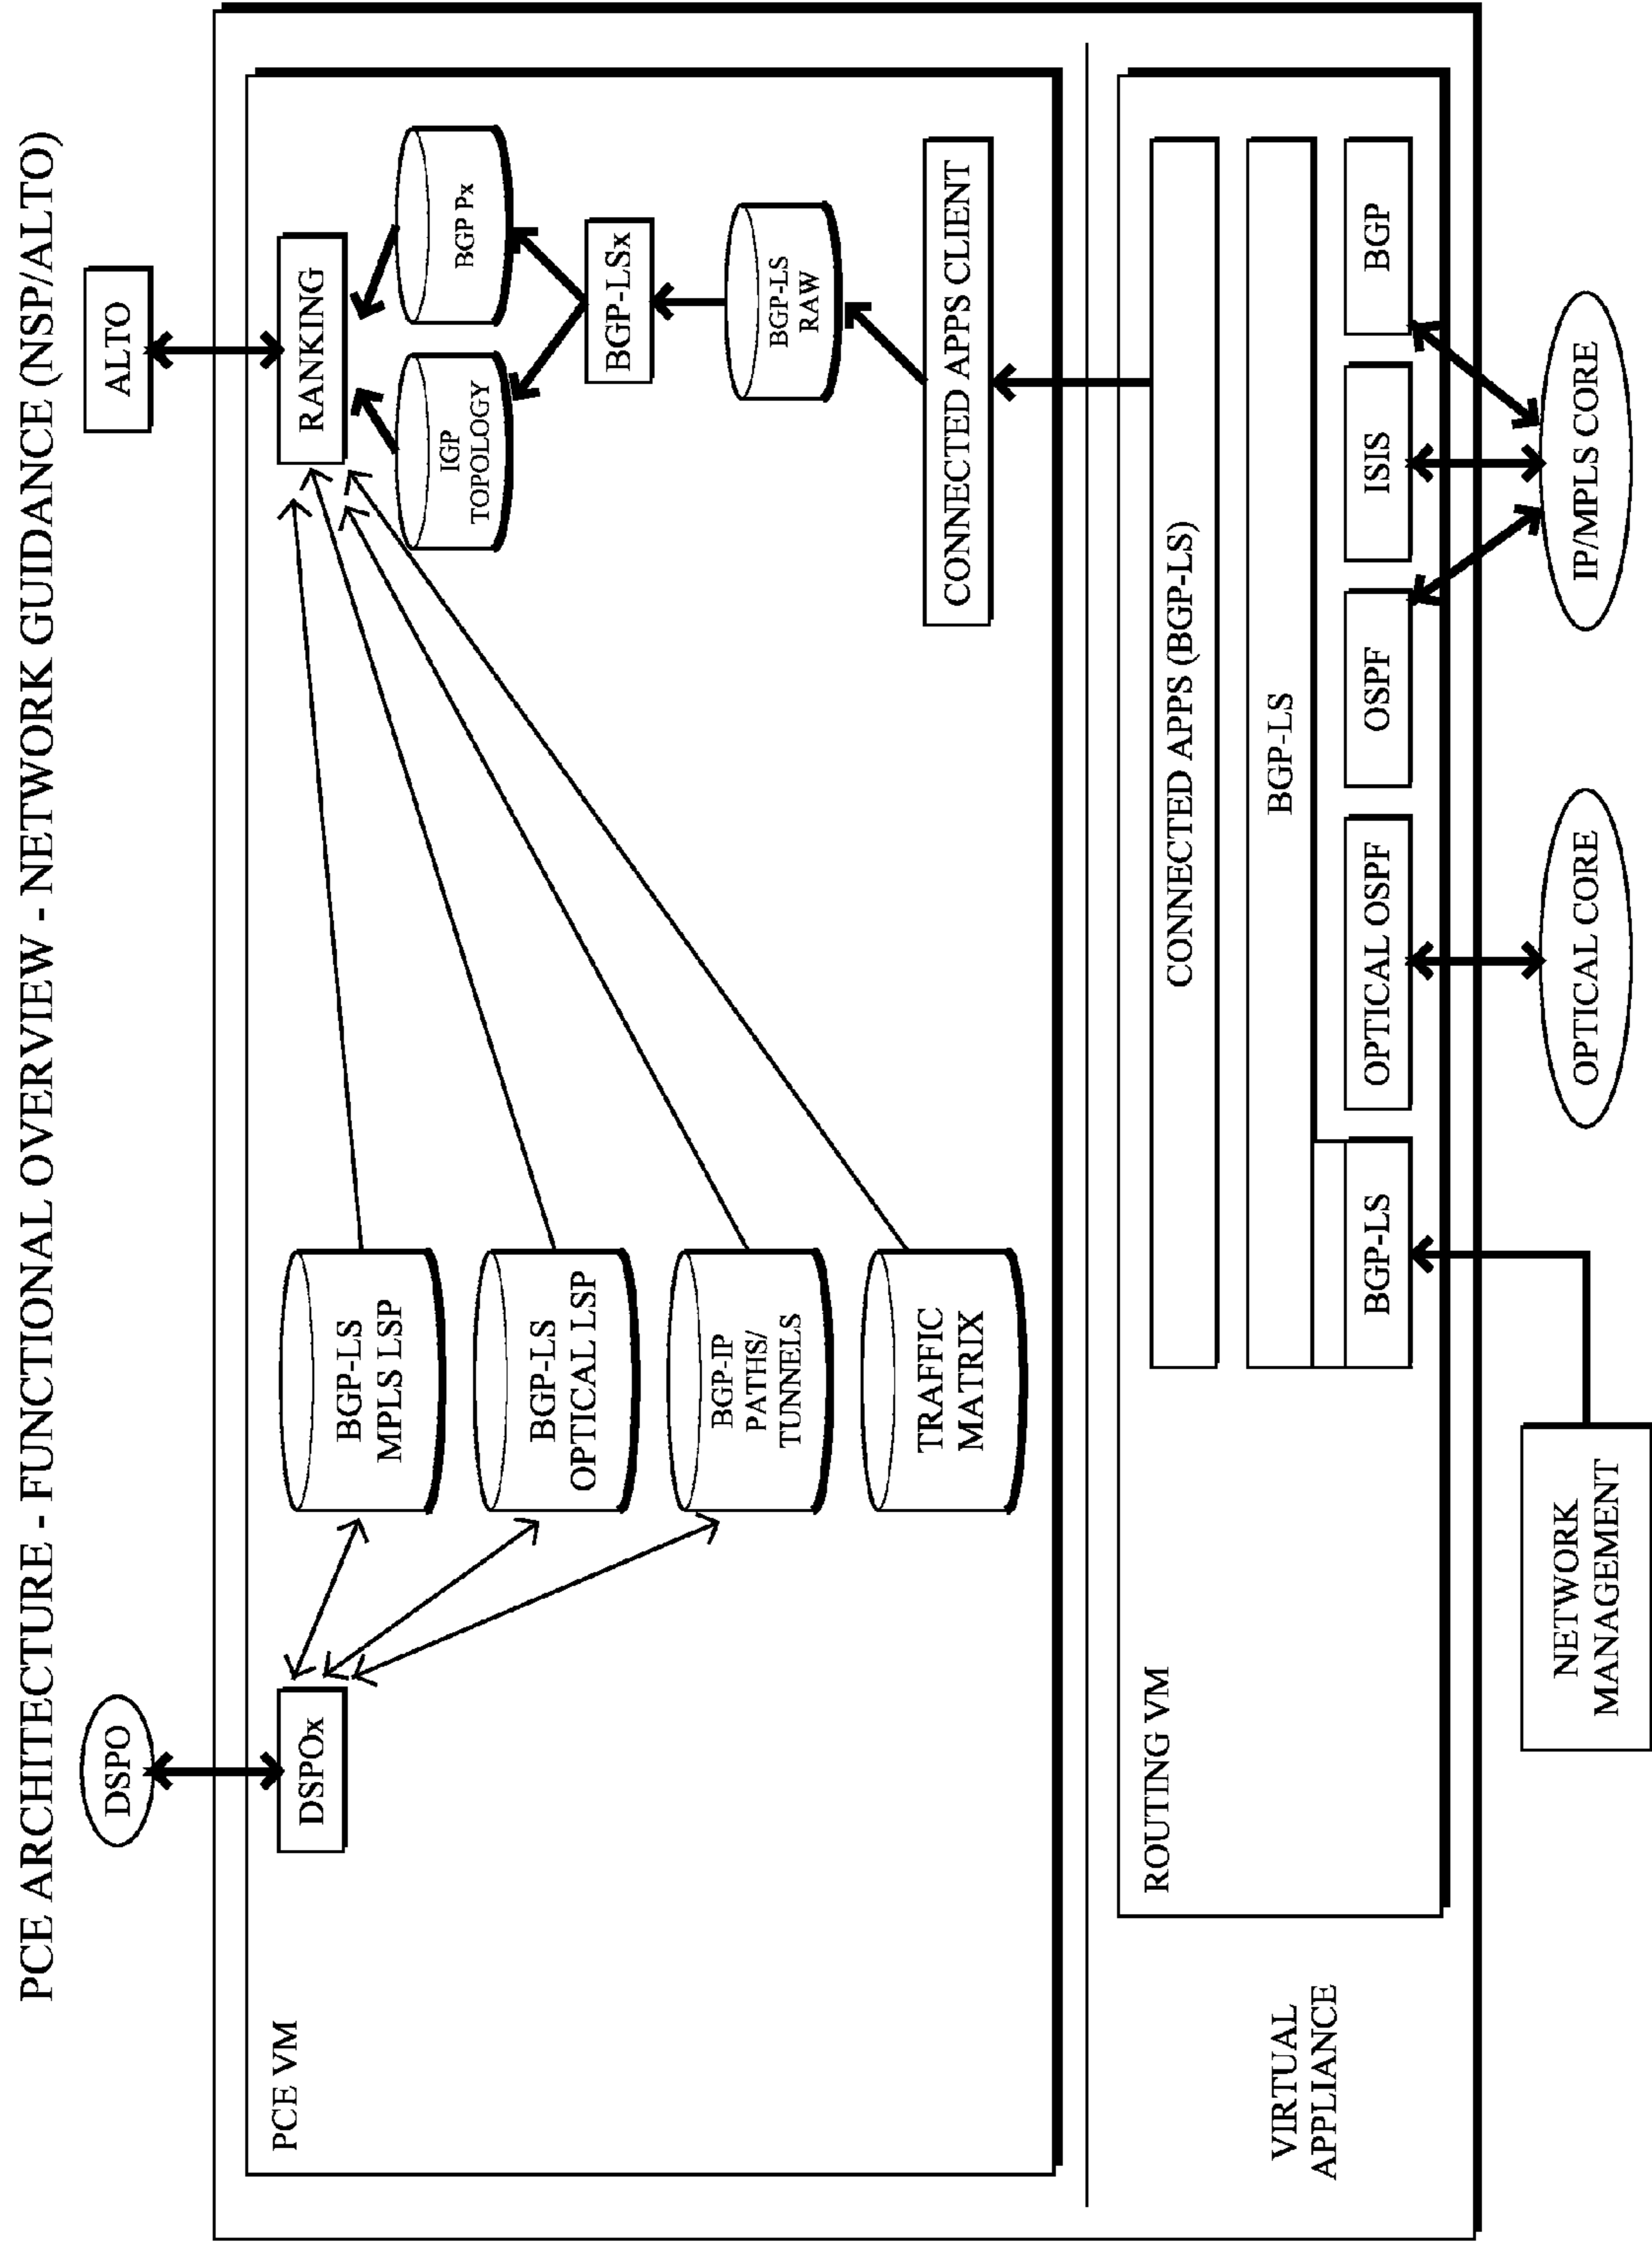 PCE ARCHITECTURE - FUNCTIONAL OVERVIEW - NETWORK GUIDANCE (NSP/ALTO)
DSPO
ALTO
PCE VM
DSPOx
RANKING
BGP-LS
MPLS LSP
BGP-LS
OPTICAL LSP
BGP-IP
PATHS/
TUNNELS
TRAFFIC
MATRIX
IGP
TOPOLOGY
BGP Px
BGP-LSx
BGP-LS
RAW
CONNECTED APPS CLIENT
VIRTUAL
APPLIANCE
ROUTING VM
CONNECTED APPS (BGP-LS)
BGP-LS
BGP-LS
OPTICAL OSPF
OSPF
ISIS
BGP
NETWORK
MANAGEMENT
OPTICAL CORE
IP/MPLS CORE